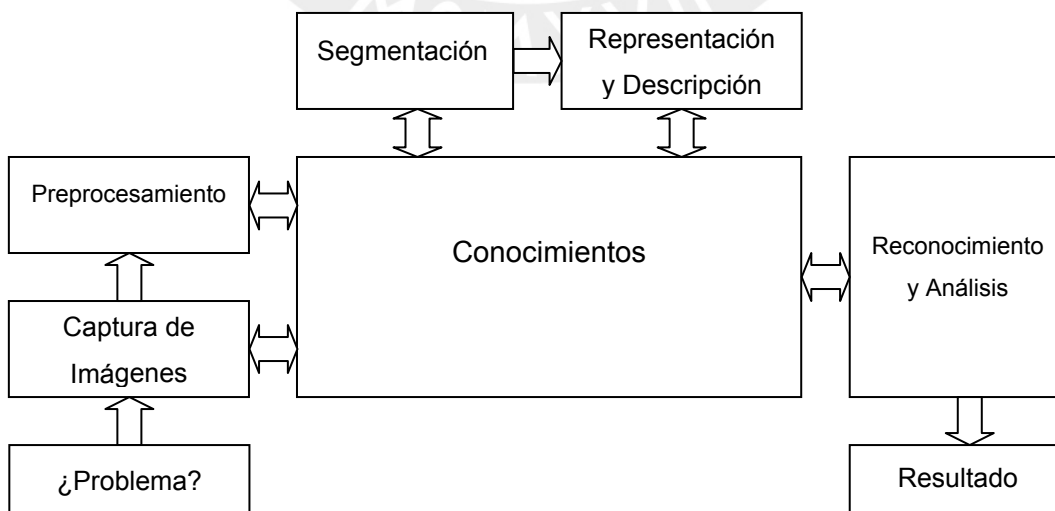 Segmentación
Representación
y Descripción
Preprocesamiento
Conocimientos
Reconocimiento
y Análisis
Captura de
Imágenes
¿Problema?
Resultado